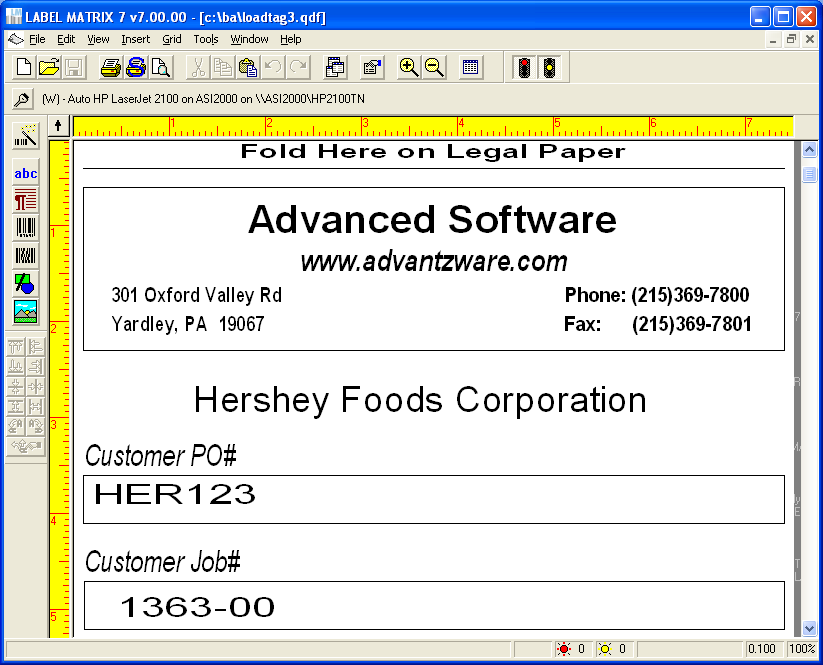 LABEL MATRIX 7 v7.00.00 - [c:\ba\loadtag3.qdf]
File Edit View Insert Grid Tools Window Help
(W) - Auto HP LaserJet 2100 on ASI2000 on \\ASI2000\HP2100TN
1 2 3 4 5 6 7
abc
Fold Here on Legal Paper
1
Advanced Software
www.advantzware.com
301 Oxford Valley Rd Phone: (215)369-7800
Yardley, PA 19067 Fax: (215)369-7801
2
Hershey Foods Corporation
3
Customer PO#
HER123
4
Customer Job#
1363-00
5
0 0 0.100 100%